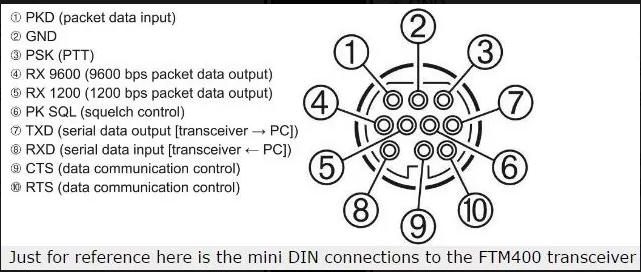 ① PKD (packet data input)
② GND
③ PSK (PTT)
④ RX 9600 (9600 bps packet data output)
⑤ RX 1200 (1200 bps packet data output)
⑥ PK SQL (squelch control)
⑦ TXD (serial data output [transceiver → PC])
⑧ RXD (serial data input [transceiver ← PC])
⑨ CTS (data communication control)
⑩ RTS (data communication control)
①
②
③
④
⑦
⑤
⑥
⑧
⑨
⑩
Just for reference here is the mini DIN connections to the FTM400 transceiver